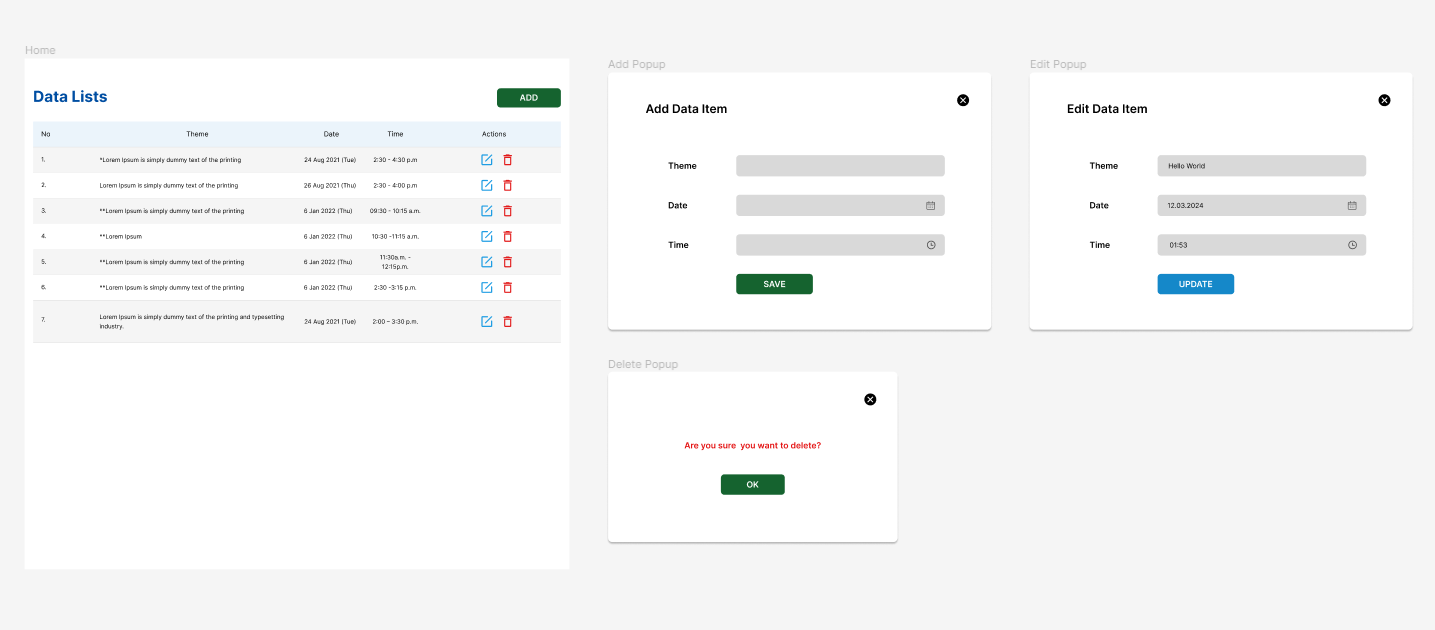 Home
Data Lists
ADD
No Theme Date Time Actions
1. *Loram Ipsum is simply dummy text of the printing 24 Aug 2021 (Tue) 2:30 - 4:30 p.m
2. Lorem Ipsum is simply dummy text of the printing 26 Aug 2021 (Thu) 2:30 - 4:00 p.m
3. **Lorem Ipsum is simply dummy text of the printing 6 Jan 2022 (Thu) 09:30 - 10:15 a.m.
4. **Lorem Ipsum 6 Jan 2022 (Thu) 10:30 -11:15 a.m.
5. **Lorem Ipsum is simply dummy text of the printing 6 Jan 2022 (Thu) 11:30a.m. -
12:15p.m.
6. **Lorem Ipsum is simply dummy text of the printing 6 Jan 2022 (Thu) 2:30 -3:15 p.m.
7. Lorem Ipsum is simply dummy text of the printing and typesetting
industry. 24 Aug 2021 (Tue) 2:00 – 3:30 p.m.
Add Popup
Add Data Item
Theme
Date
Time
SAVE
Edit Popup
Edit Data Item
Theme Hello World
Date 12.03.2024
Time 01:53
UPDATE
Delete Popup
Are you sure  you want to delete?
OK